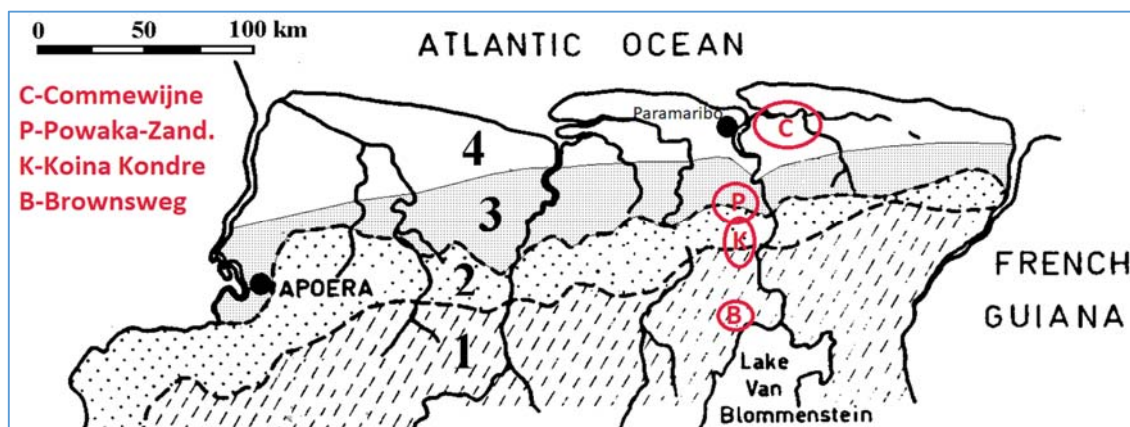 0 50 100 km
ATLANTIC OCEAN
C-Commewijne
P-Powaka-Zand.
K-Koina Kondre
B-Brownsweg
Paramaribo
C
4
3
P
K
FRENCH
GUIANA
APOERA
2
B
1
Lake
Van
Blommenstein